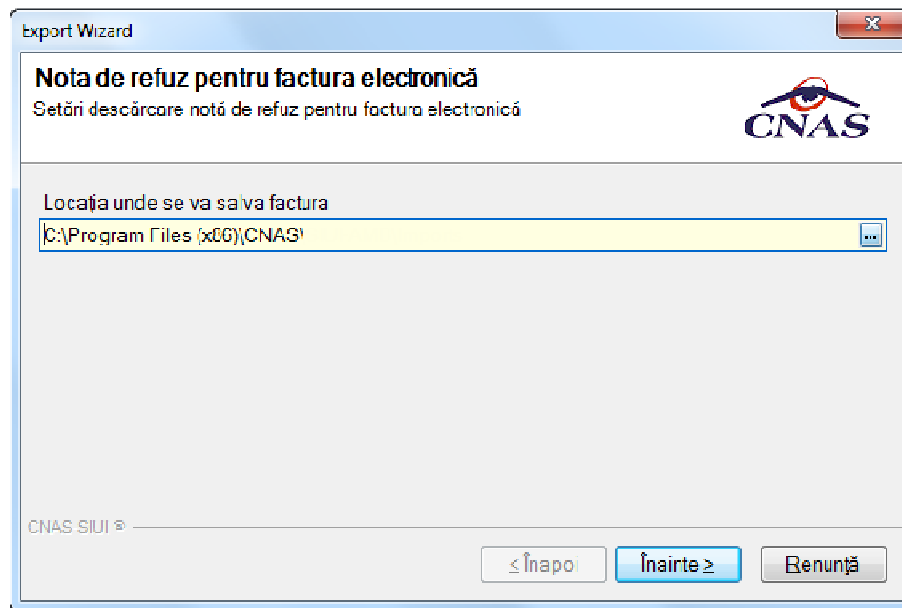 Export Wizard
Nota de refuz pentru factura electronică
Setări descărcare notă de refuz pentru factura electronică
CNAS
Locația unde se va salva factura
C:\Program Files (x86)\CNAS\
...
CNAS SIUI ©
< Înapoi
Înainte >
Renunță